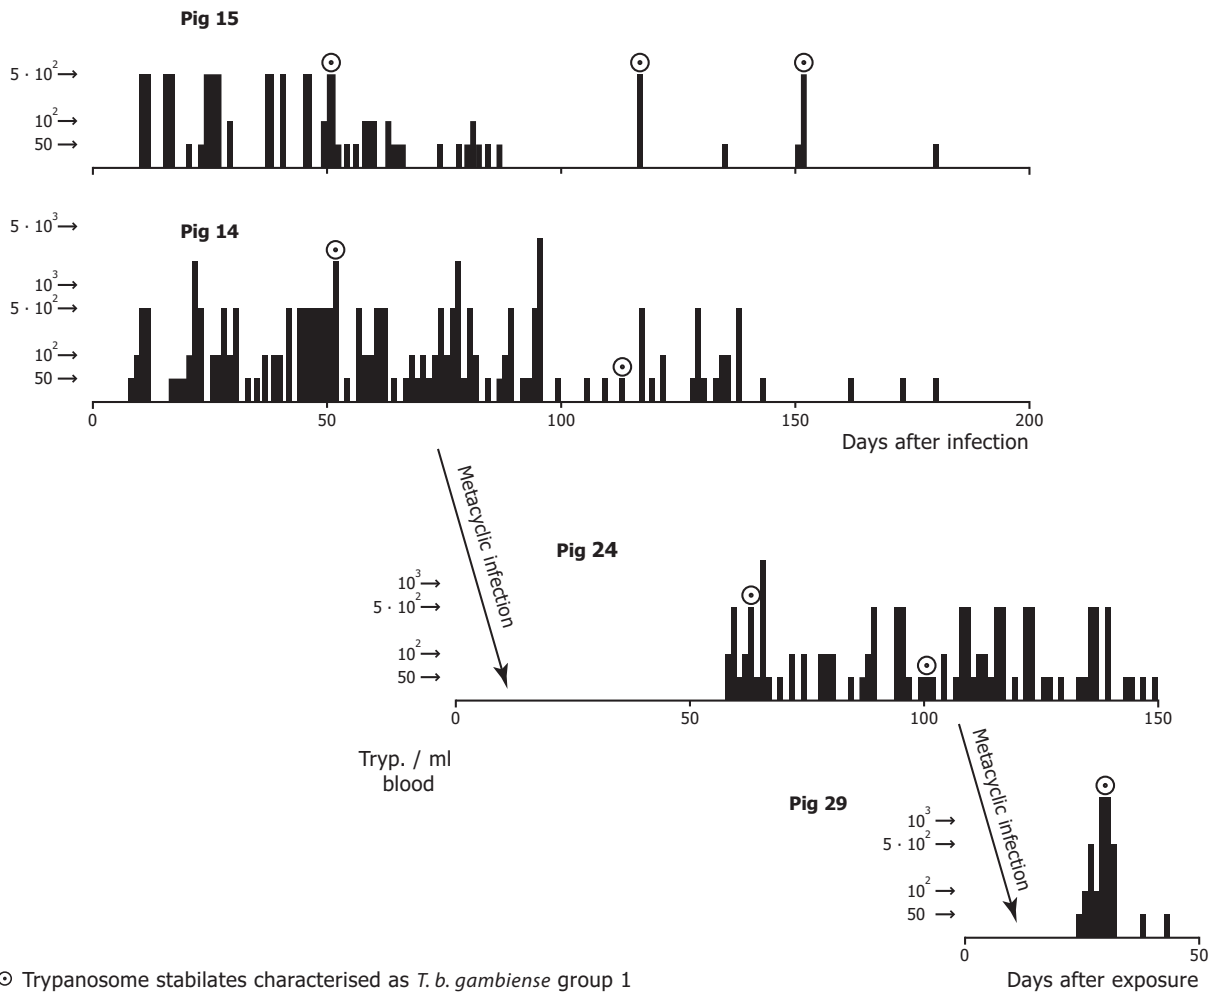 Pig 15
5 · 10² →
10² →
50 →
Pig 14
5 · 10³ →
10³ →
5 · 10² →
10² →
50 →
0 50 100 150 200
Days after infection
Metacyclic infection
Pig 24
10³ →
5 · 10² →
10² →
50 →
0 50 100 150
Tryp. / ml
blood
Metacyclic infection
Pig 29
10³ →
5 · 10² →
10² →
50 →
0 50
Days after exposure
⊙ Trypanosome stabilates characterised as T. b. gambiense group 1